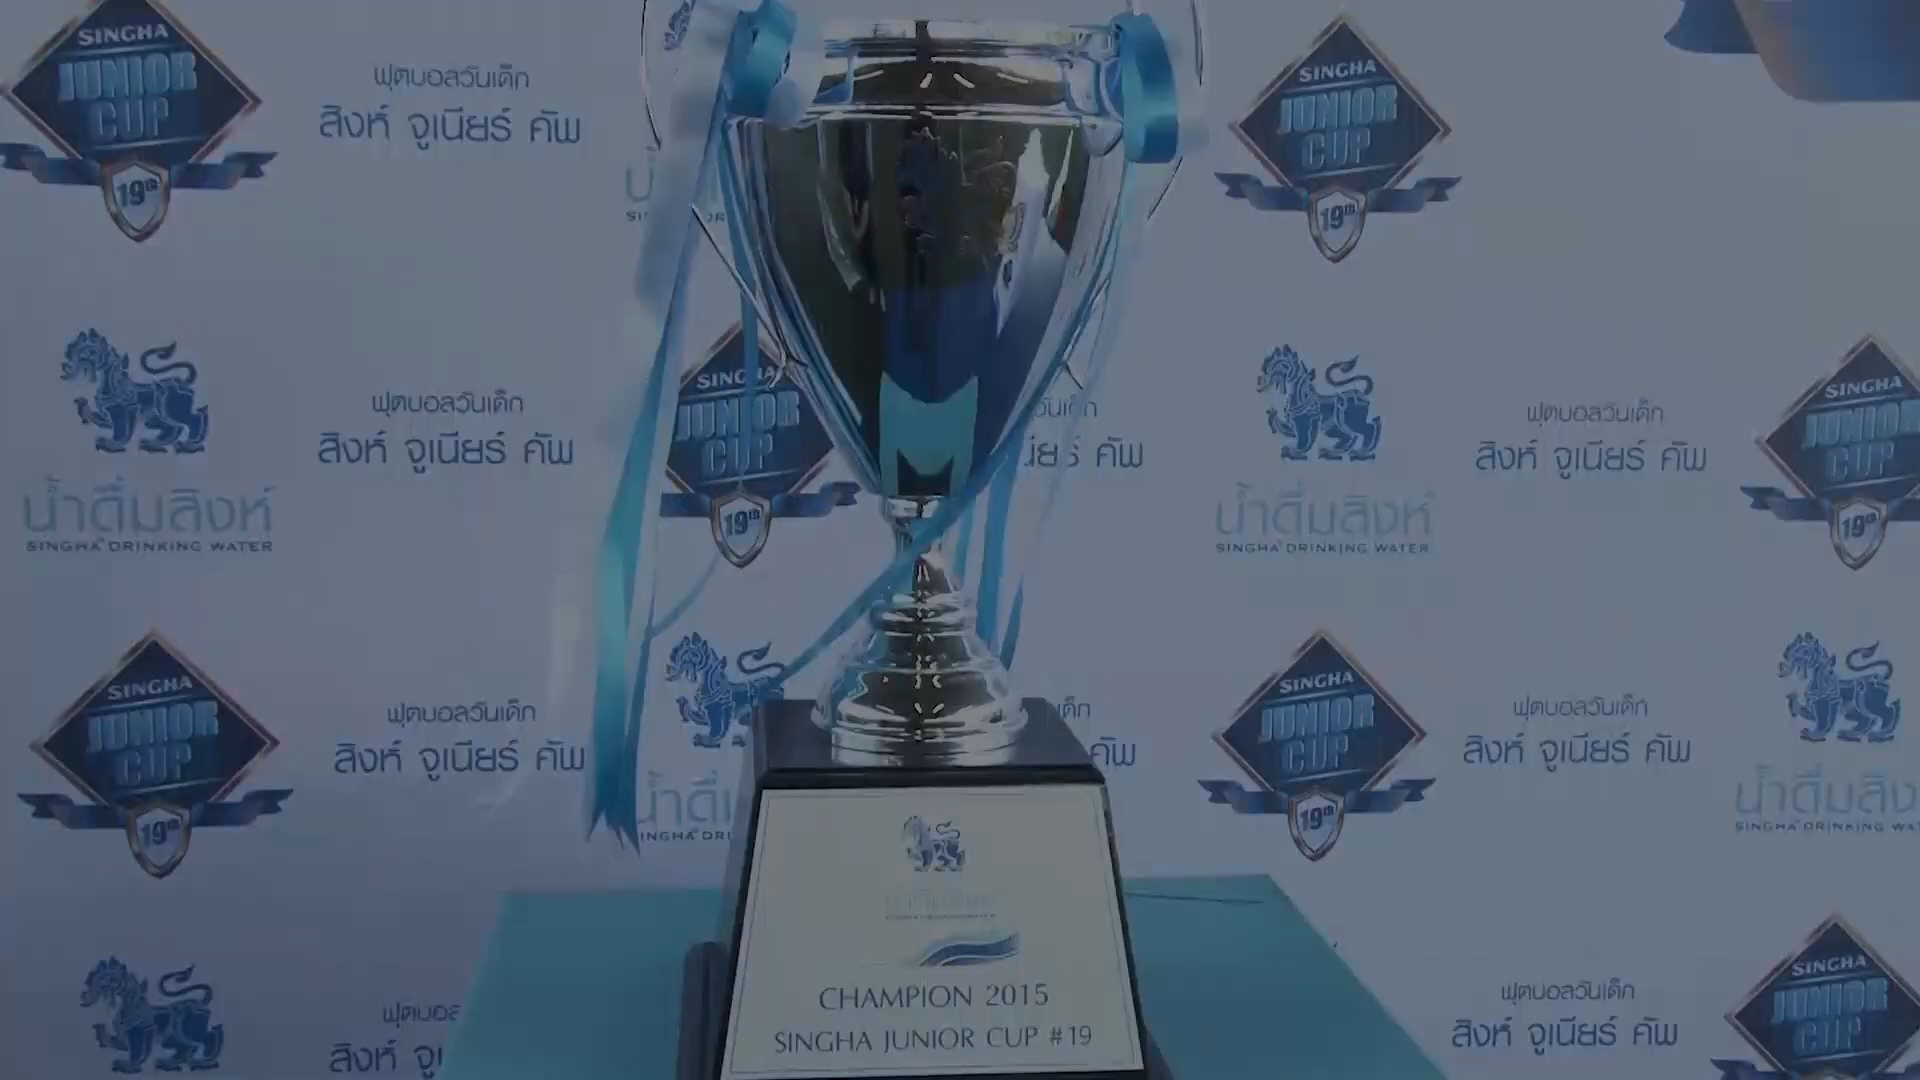 SINGHA
JUNIOR
CUP
19th
ฟุตบอลวันเด็ก
สิงห์ จูเนียร์ คัพ
SINGHA
JUNIOR
CUP
19th
น้ำดื่มสิงห์
SINGHA DRINKING WATER
ฟุตบอลวันเด็ก
สิงห์ จูเนียร์ คัพ
SINGHA
JUNIOR
CUP
19th
คัพ
น้ำดื่มสิงห์
SINGHA DRINKING WATER
ฟุตบอลวันเด็ก
สิงห์ จูเนียร์ คัพ
SINGHA
JUNIOR
CUP
19th
SINGHA
JUNIOR
CUP
19th
ฟุตบอลวันเด็ก
สิงห์ จูเนียร์ คัพ
คัพ
SINGHA
JUNIOR
CUP
19th
ฟุตบอลวันเด็ก
สิงห์ จูเนียร์ คัพ
CHAMPION 2015
SINGHA JUNIOR CUP #19
ฟุตบอลวันเด็ก
สิงห์ จูเนียร์ คัพ
SINGHA
JUNIOR
CUP